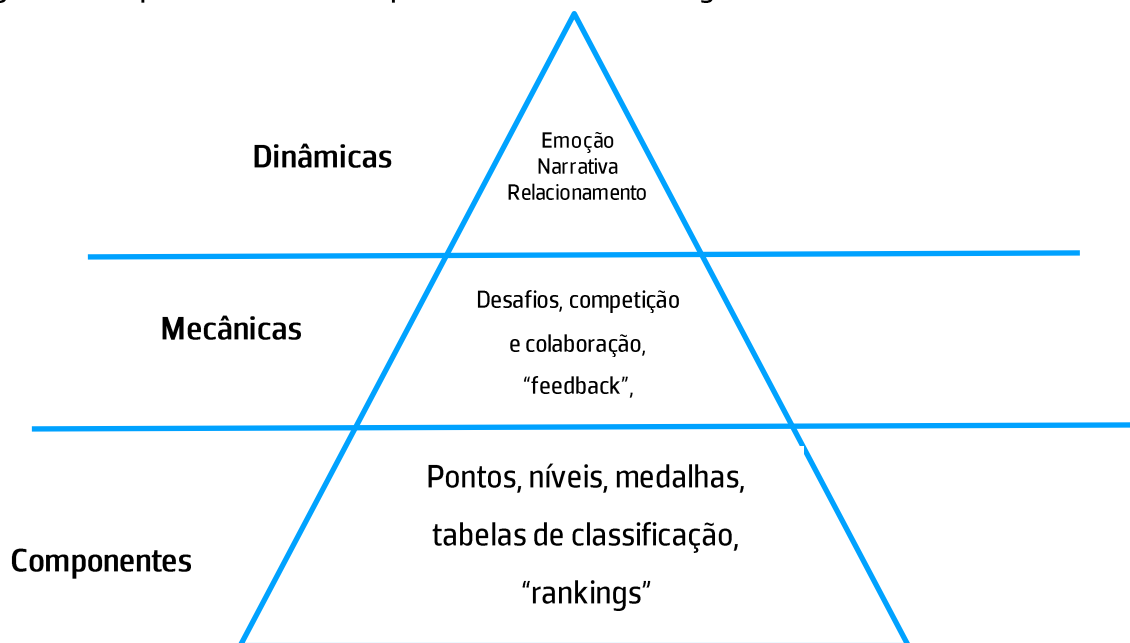 Dinâmicas
Emoção
Narrativa
Relacionamento
Mecânicas
Desafios, competição
e colaboração,
“feedback”,
Componentes
Pontos, níveis, medalhas,
tabelas de classificação,
“rankings”